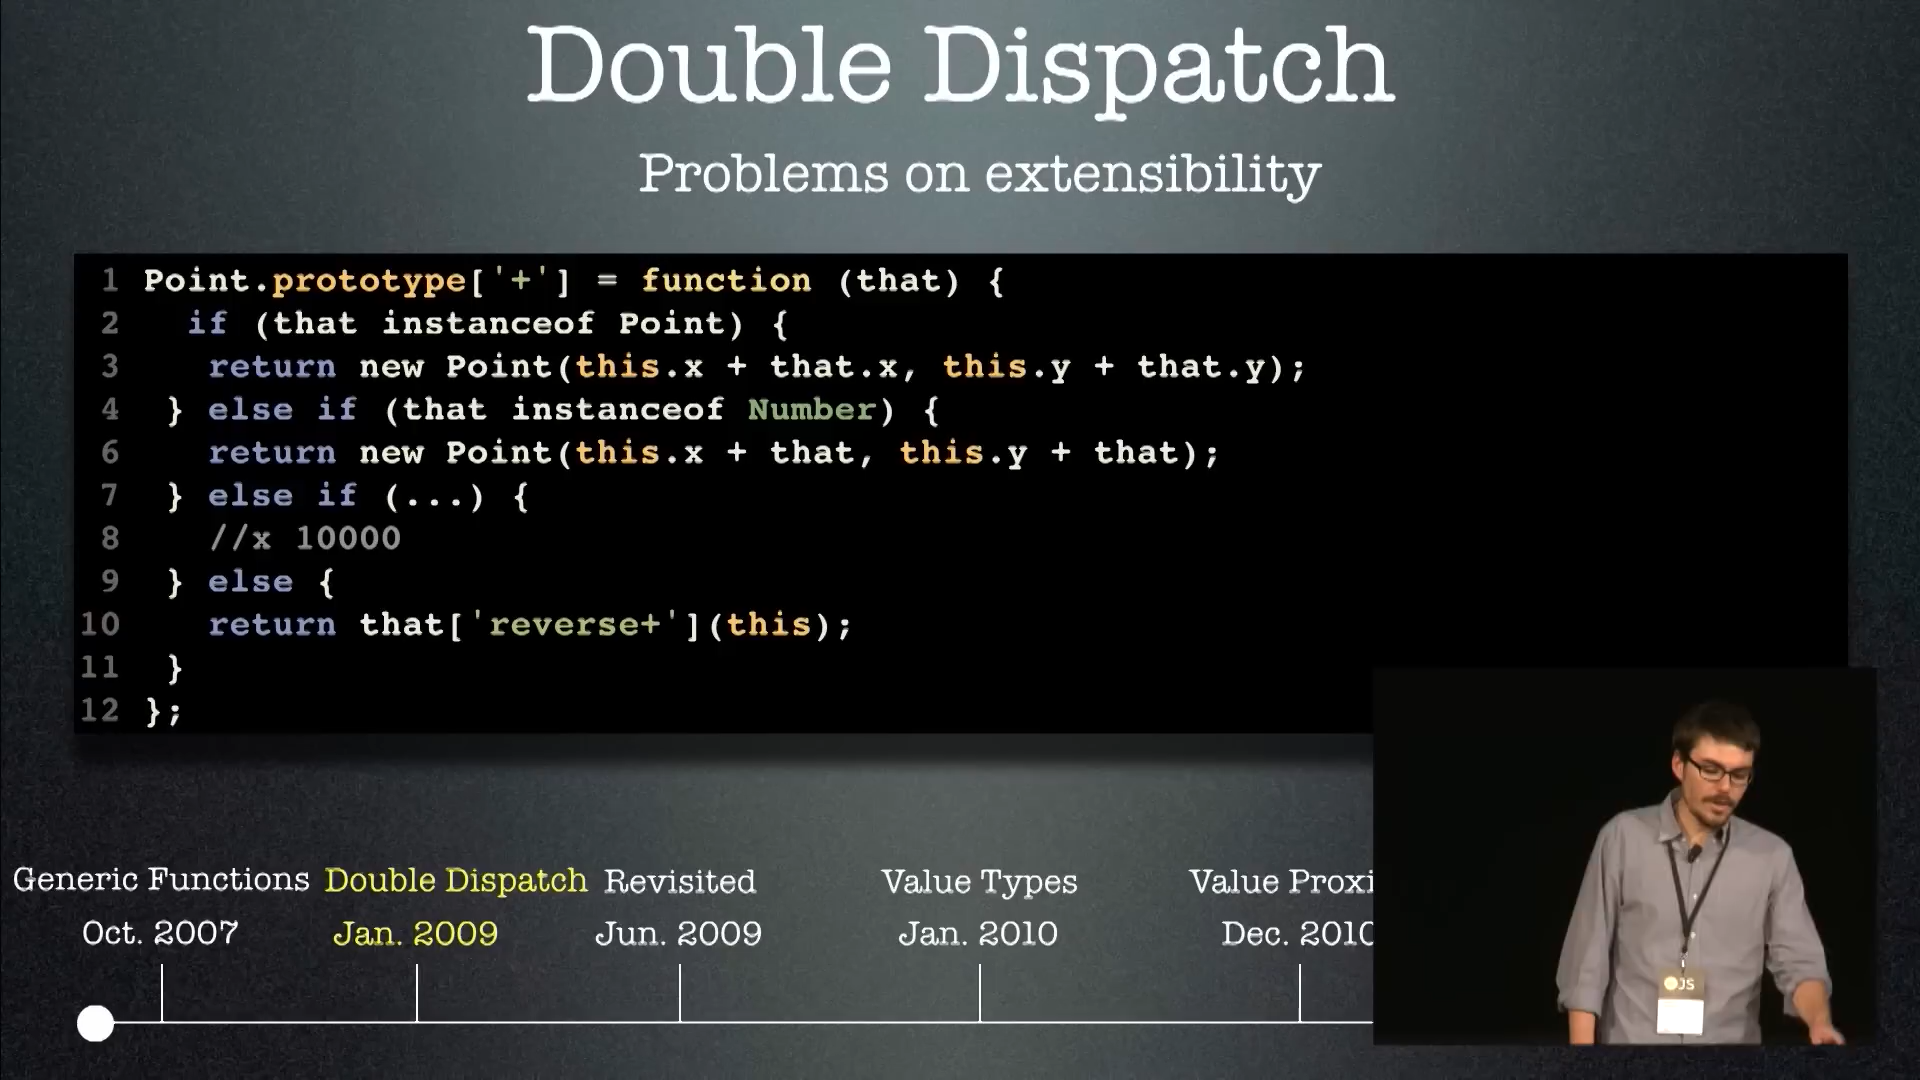 Double Dispatch
Problems on extensibility
1 Point.prototype['+'] = function (that) {
2 if (that instanceof Point) {
3 return new Point(this.x + that.x, this.y + that.y);
4 } else if (that instanceof Number) {
6 return new Point(this.x + that, this.y + that);
7 } else if (...) {
8 //x 10000
9 } else {
10 return that['reverse+'](this);
11 }
12 };
Generic Functions Double Dispatch Revisited Value Types Value Proxi
Oct. 2007 Jan. 2009 Jun. 2009 Jan. 2010 Dec. 2010
JS